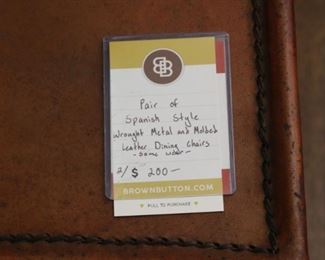 BB
Pair of
Spanish Style
Wrought Metal and Molded
Leather Dining Chairs
- some wear -
2/ $ 200 -
BROWNBUTTON.COM
PULL TO PURCHASE